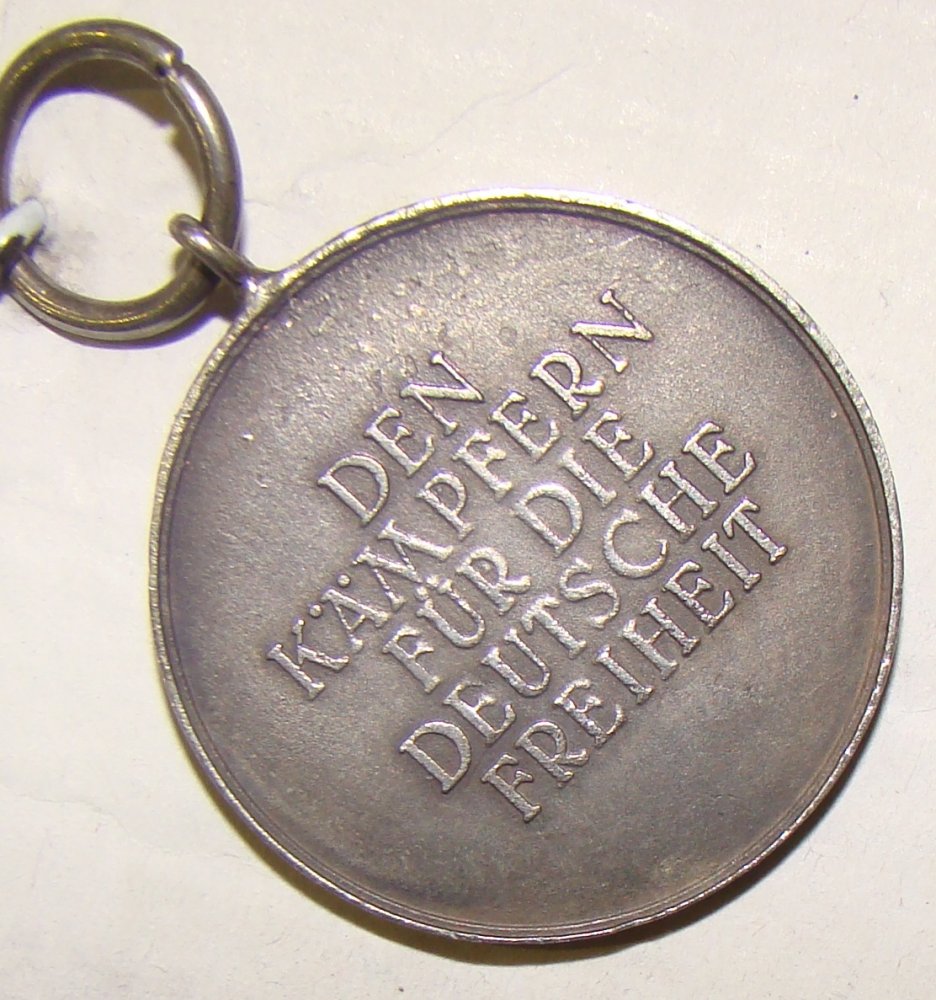 DEN
KÄMPFERN
FÜR DIE
DEUTSCHE
FREIHEIT